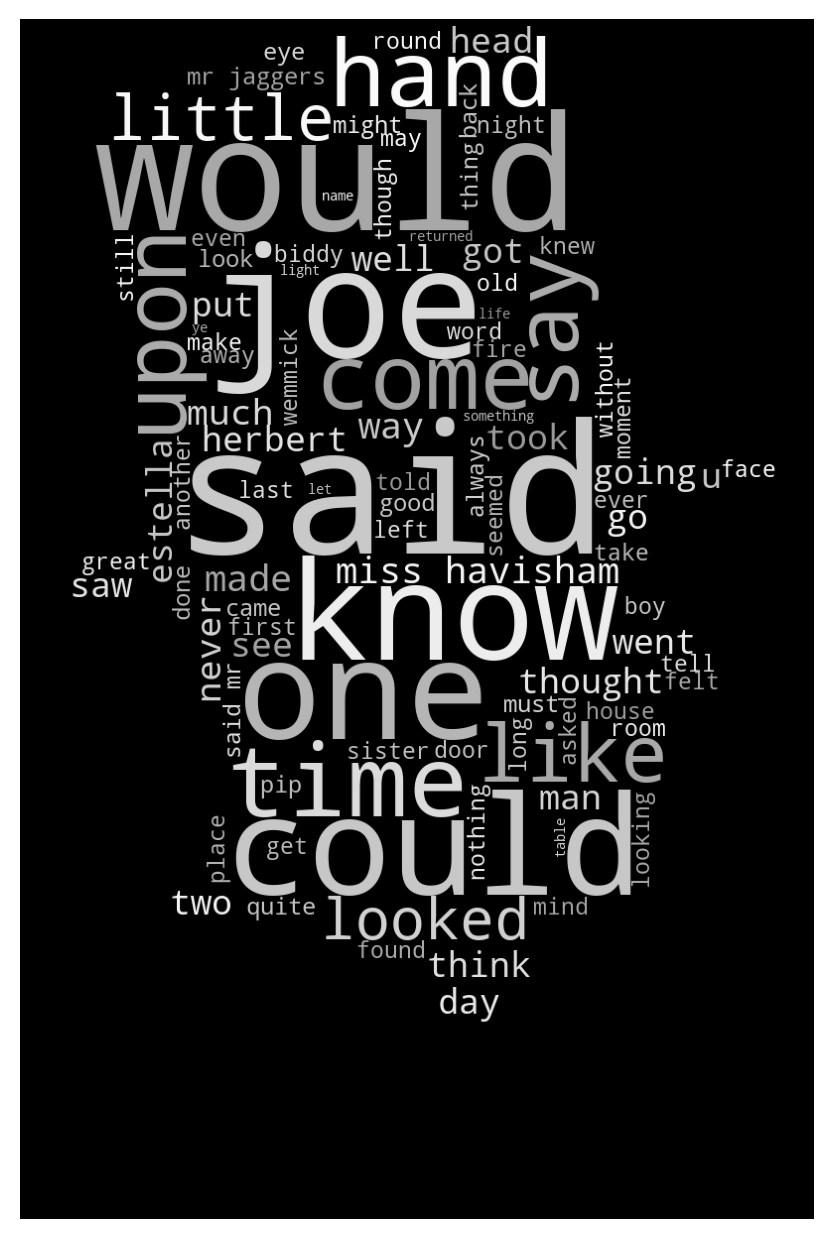 round head
eye
hand
mr jaggers
little might back night
may
would
thing
though
name
returned
still
upon
even
look
biddy
light
well
got
knew
say
joe
old
put
life
ye
make
word
away
fire
wemmick
come
without
moment
something
much
way
herbert
took
said
estella
another
always
going
u
face
last
let
told
good
seemed
ever
go
left
take
great
saw
done
made
miss havisham
know
came
boy
first
see
never
went
tell
one
thought
felt
said mr
must
house
asked
room
long
like
sister
door
time
pip
man
nothing
looking
could
place
get
table
two
quite
looked
mind
found
think
day